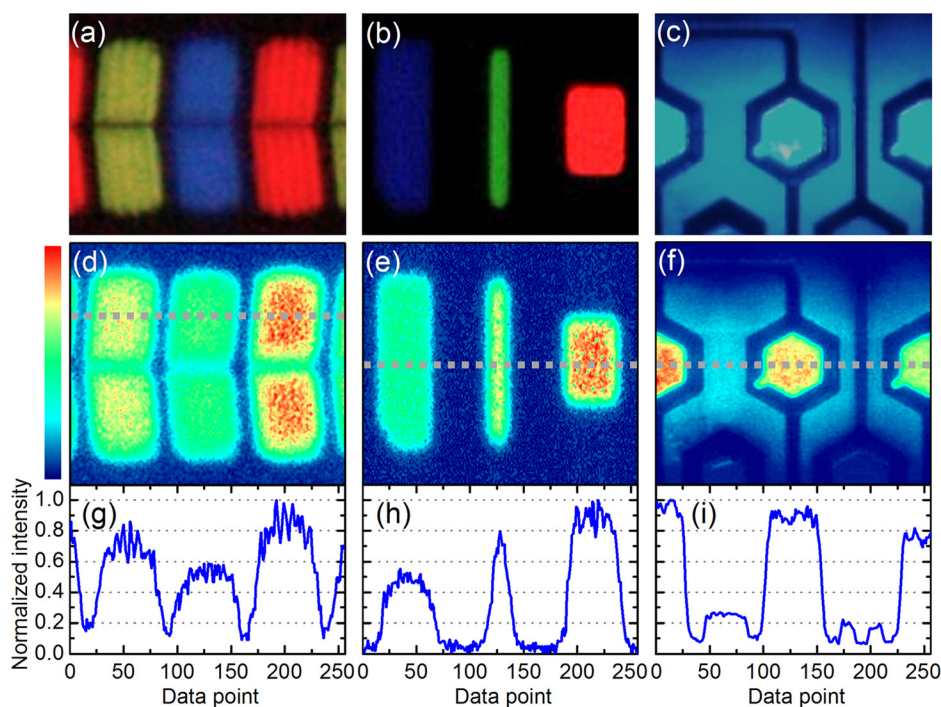 (a) (b) (c)
(d) (e) (f)
(g) (h) (i)
1.0
0.8
0.6
0.4
0.2
0.0
Normalized intensity
0 50 100 150 200 250 0 50 100 150 200 250 0 50 100 150 200 250
Data point Data point Data point